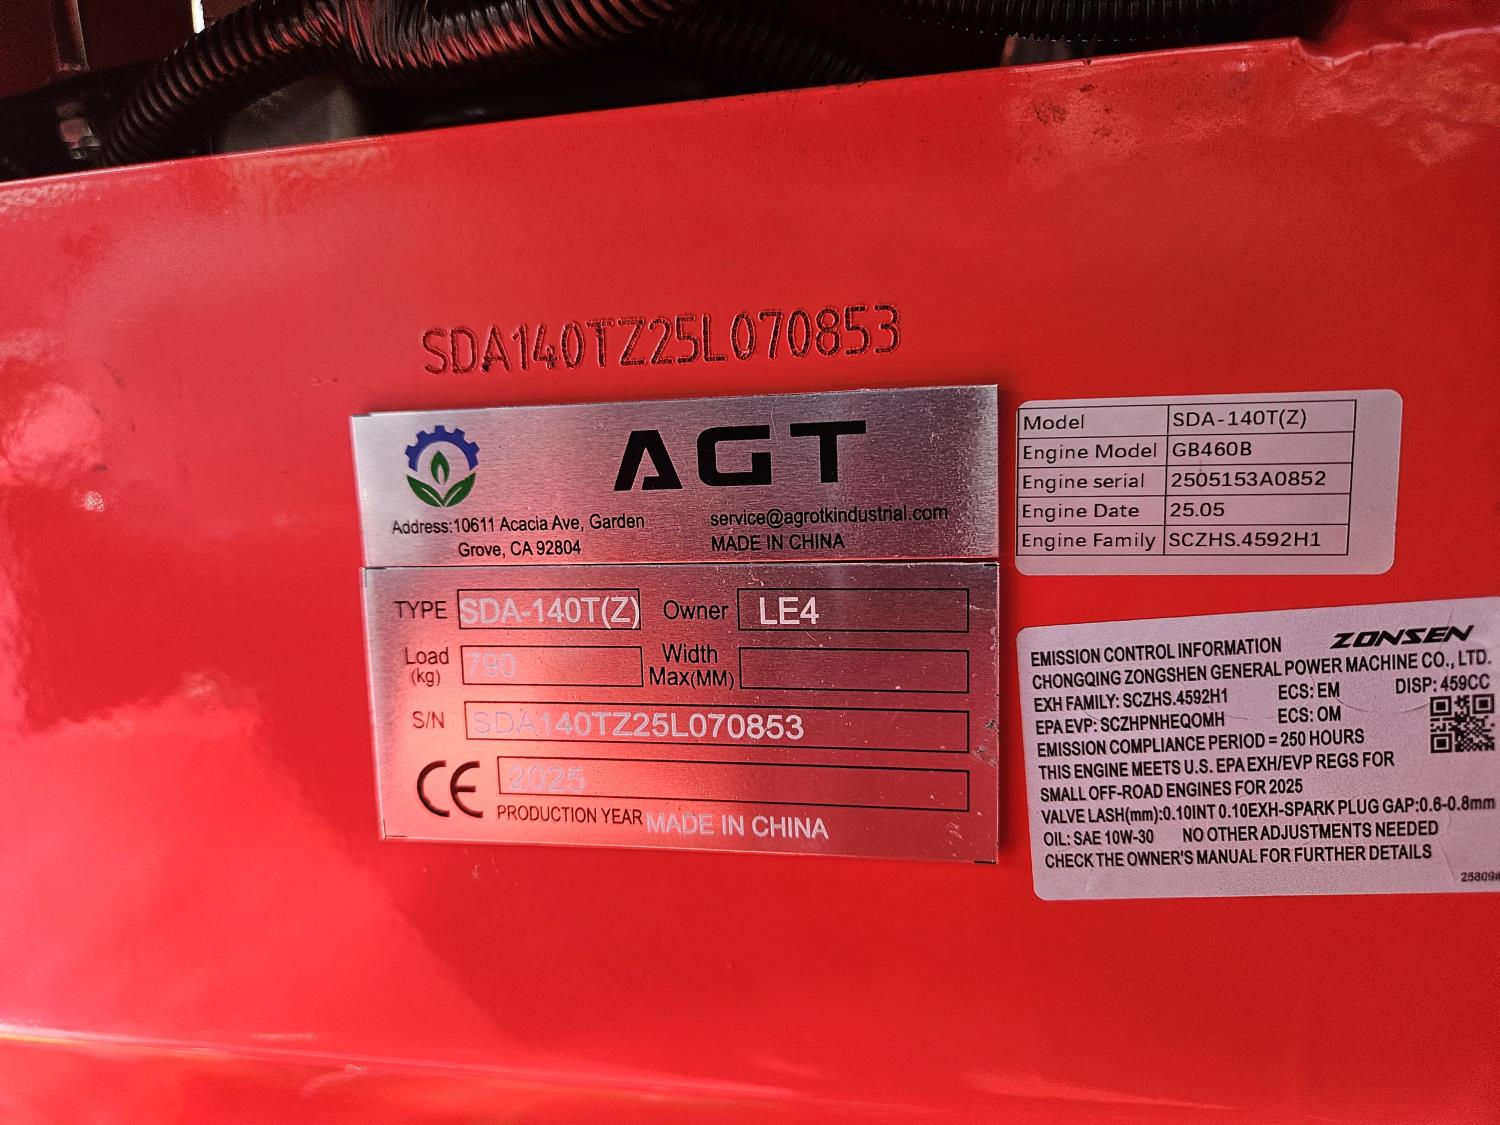 SDA140TZ25L070853
AGT
Address:10611 Acacia Ave, Garden
Grove, CA 92804
service@agrotkindustrial.com
MADE IN CHINA
TYPE SDA-140T(Z) Owner LE4
Load (kg) 790 Width Max(MM)
S/N SDA140TZ25L070853
CE 2025
PRODUCTION YEAR MADE IN CHINA
Model SDA-140T(Z)
Engine Model GB460B
Engine serial 2505153A0852
Engine Date 25.05
Engine Family SCZHS.4592H1
EMISSION CONTROL INFORMATION ZONSEN
CHONGQING ZONGSHEN GENERAL POWER MACHINE CO., LTD.
EXH FAMILY: SCZHS.4592H1 ECS: EM DISP: 459CC
EPA EVP: SCZHPNHEQOMH ECS: OM
EMISSION COMPLIANCE PERIOD = 250 HOURS
THIS ENGINE MEETS U.S. EPA EXH/EVP REGS FOR
SMALL OFF-ROAD ENGINES FOR 2025
VALVE LASH(mm):0.10INT 0.10EXH-SPARK PLUG GAP:0.6-0.8mm
OIL: SAE 10W-30 NO OTHER ADJUSTMENTS NEEDED
CHECK THE OWNER'S MANUAL FOR FURTHER DETAILS
25809#